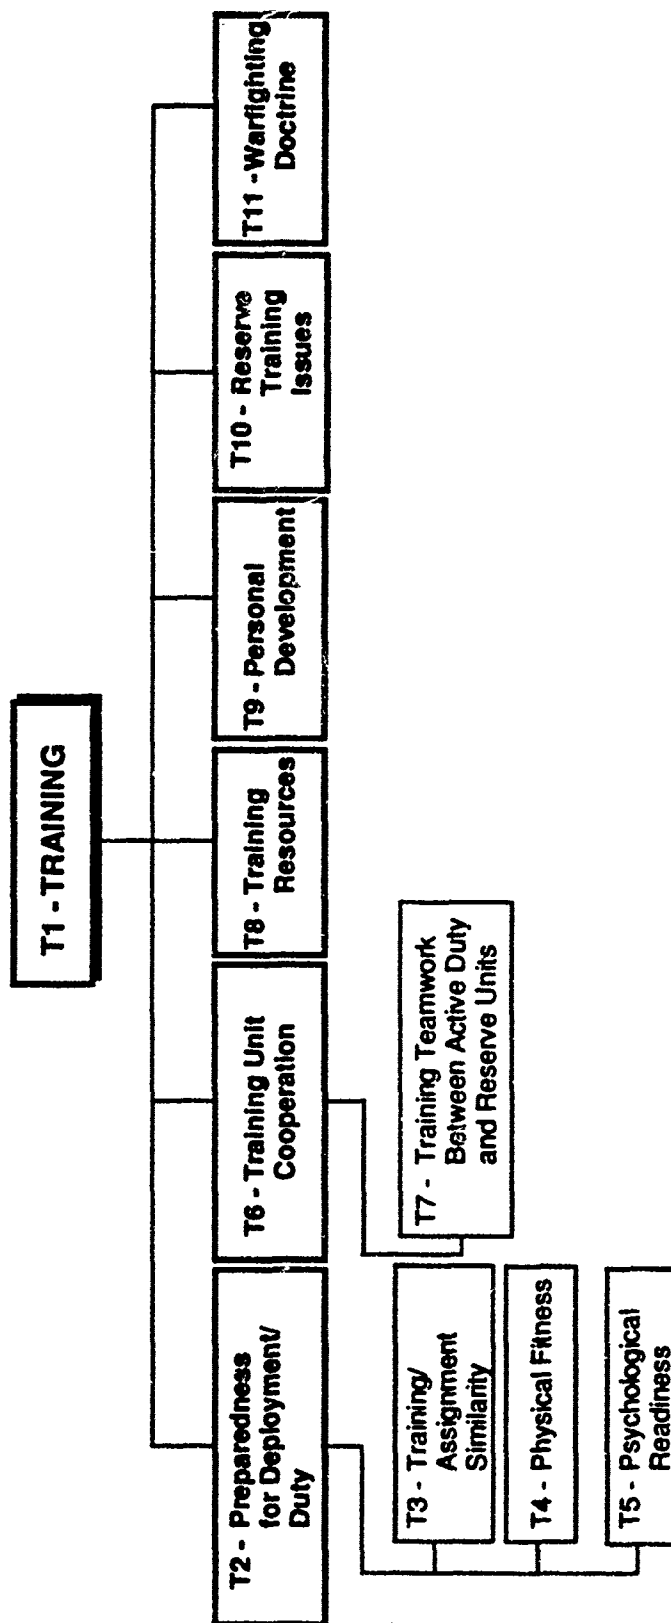 T1 - TRAINING
T2 - Preparedness
for Deployment/
Duty
T3 - Training/
Assignment
Similarity
T4 - Physical Fitness
T5 - Psychological
Readiness
T6 - Training Unit
Cooperation
T7 - Training Teamwork
Between Active Duty
and Reserve Units
T8 - Training
Resources
T9 - Personal
Development
T10 - Reserve
Training
Issues
T11 - Warfighting
Doctrine